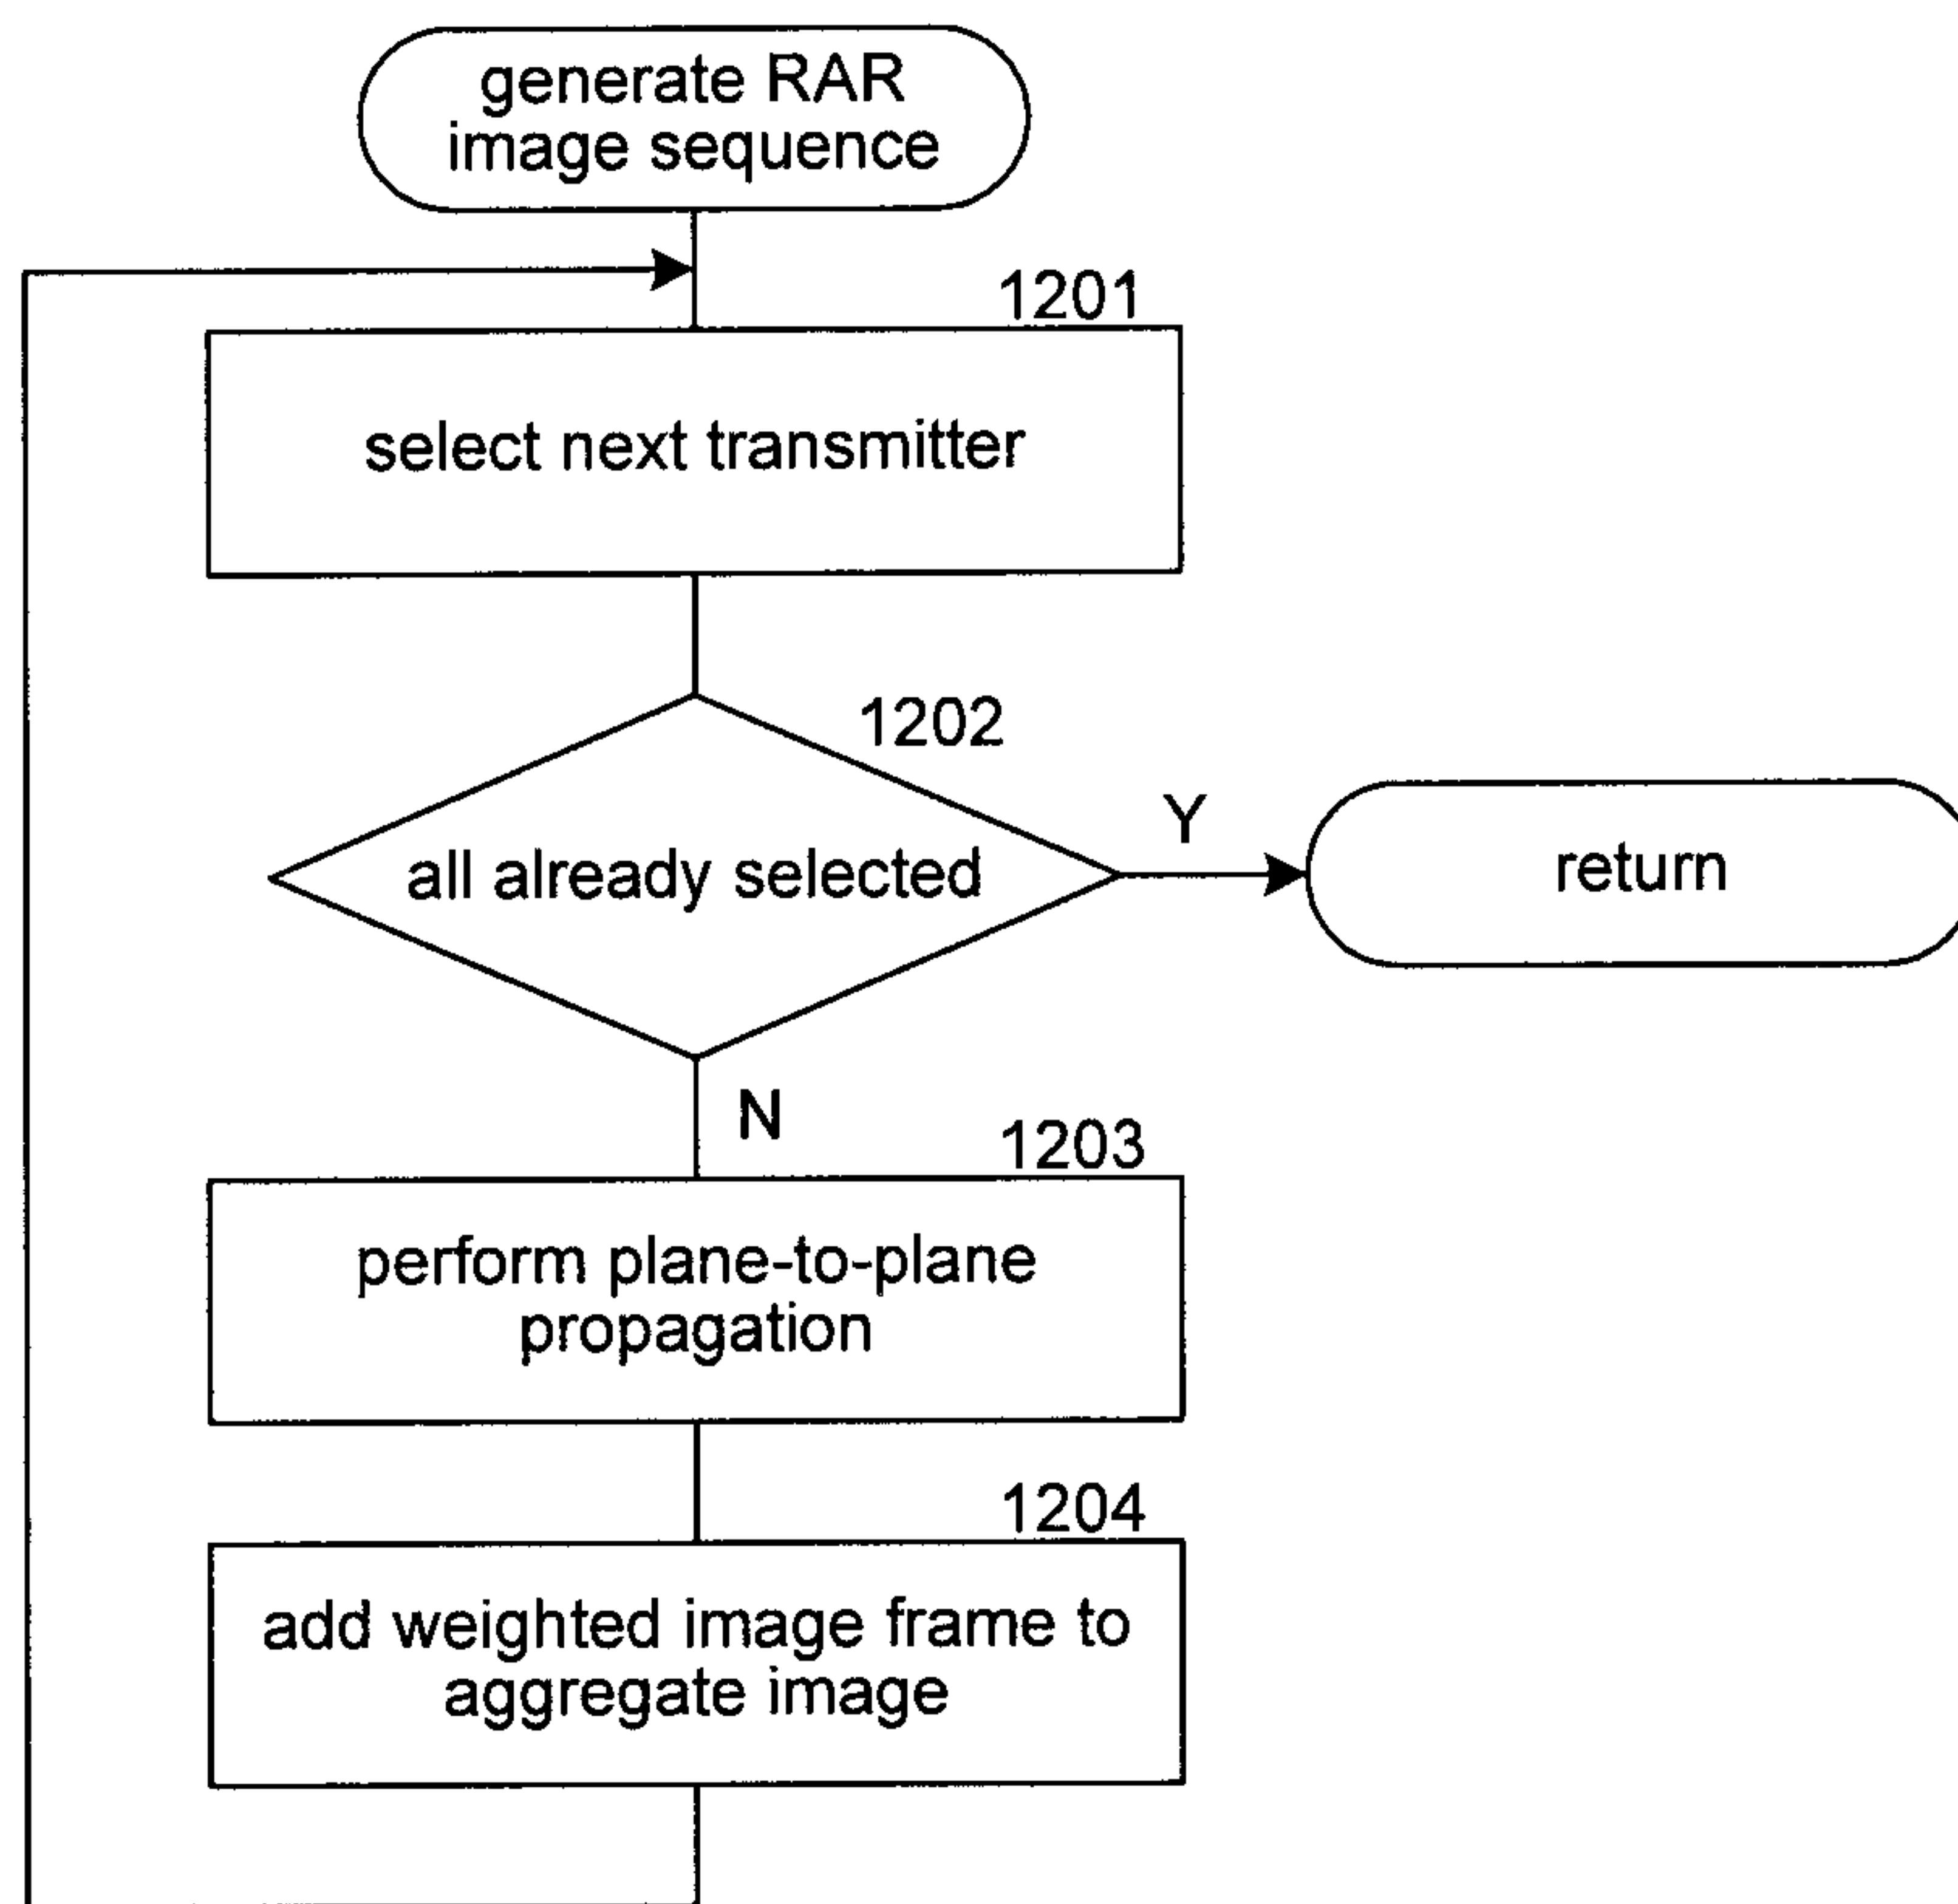 generate RAR
image sequence
1201
select next transmitter
1202
all already selected
Y
return
N
1203
perform plane-to-plane
propagation
1204
add weighted image frame to
aggregate image